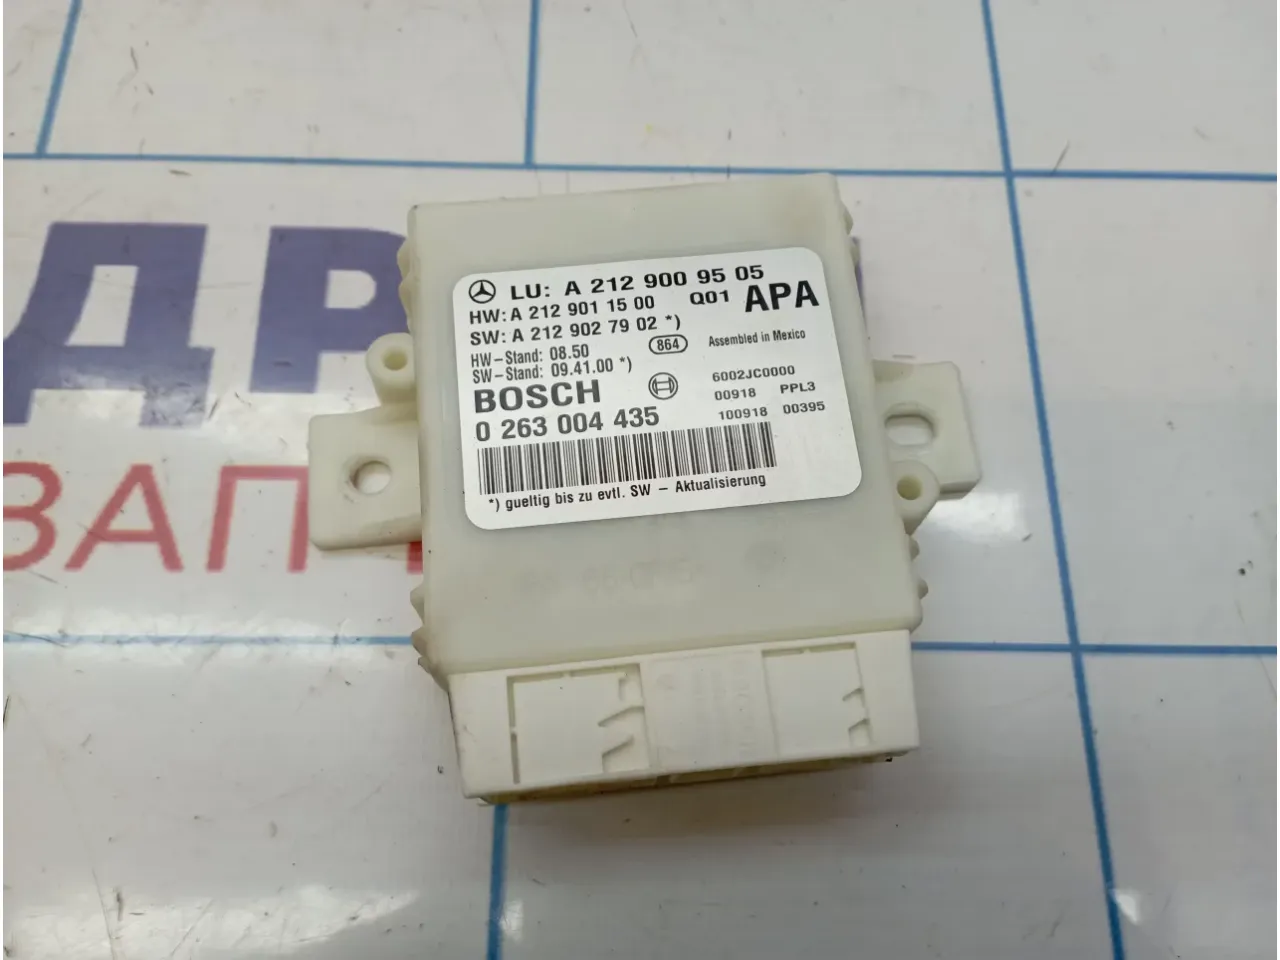 ДР
ЗАПЧ
LU: A 212 900 95 05
HW: A 212 901 15 00 Q01 APA
SW: A 212 902 79 02 *)
HW-Stand: 08.50 864 Assembled in Mexico
SW-Stand: 09.41.00 *)
BOSCH 6002JC0000
00918 PPL3
0 263 004 435 100918 00395
*) gueltig bis zu evtl. SW - Aktualisierung